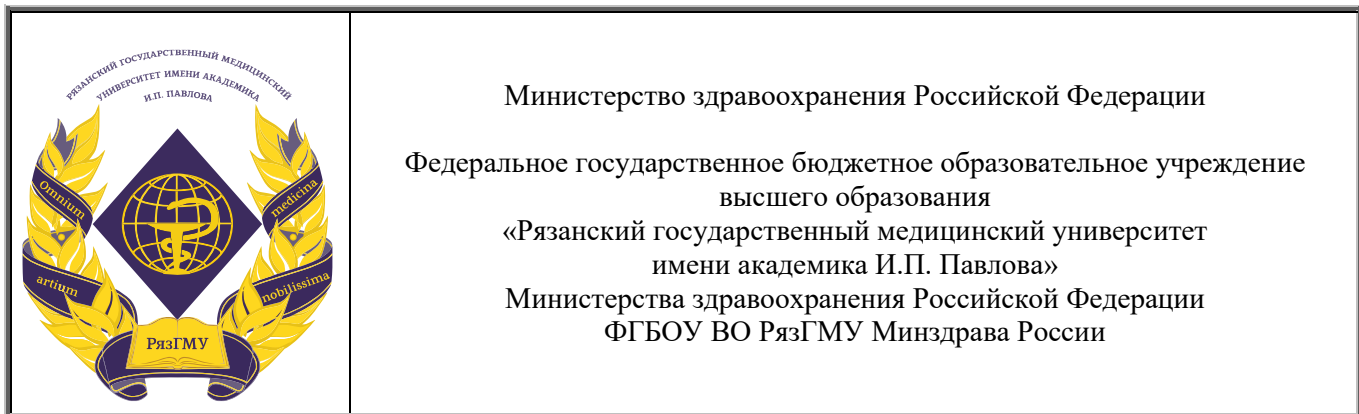 РЯЗАНСКИЙ ГОСУДАРСТВЕННЫЙ МЕДИЦИНСКИЙ
УНИВЕРСИТЕТ ИМЕНИ АКАДЕМИКА
И.П. ПАВЛОВА
Omnium
medicina
artium
nobilissima
РязГМУ
Министерство здравоохранения Российской Федерации
Федеральное государственное бюджетное образовательное учреждение
высшего образования
«Рязанский государственный медицинский университет
имени академика И.П. Павлова»
Министерства здравоохранения Российской Федерации
ФГБОУ ВО РязГМУ Минздрава России